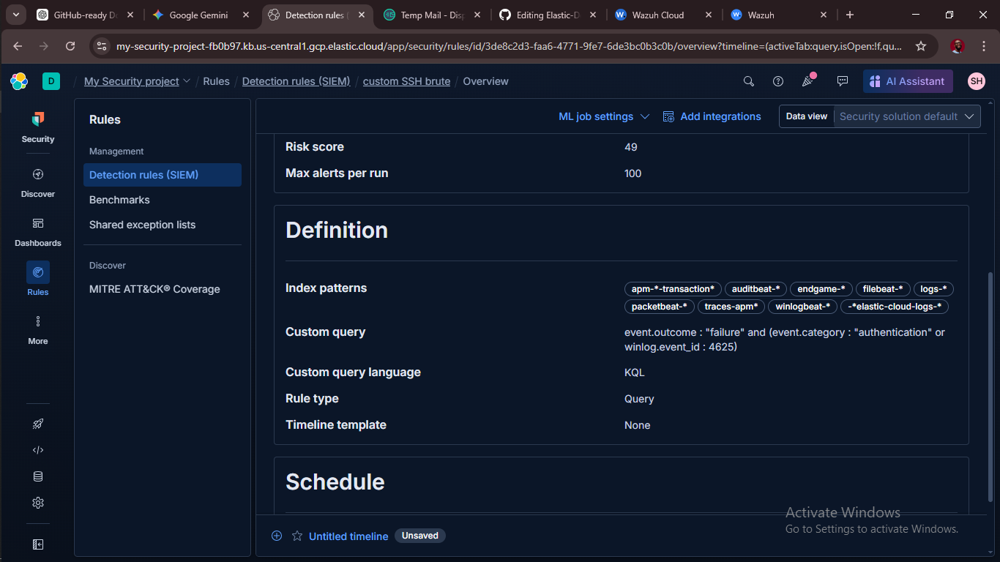 GitHub-ready D
Google Gemini
Detection rules (
Temp Mail - Dis
Editing Elastic-D
Wazuh Cloud
Wazuh
my-security-project-fb0b97.kb.us-central1.gcp.elastic.cloud/app/security/rules/id/3de8c2d3-faa6-4771-9fe7-6de3bc0b3c0b/overview?timeline=(activeTab:query,isOpen:!f,qu...
D / My Security project / Rules / Detection rules (SIEM) / custom SSH brute / Overview
AI Assistant
SH
Security
Discover
Dashboards
Rules
More
Rules
Management
Detection rules (SIEM)
Benchmarks
Shared exception lists
Discover
MITRE ATT&CK® Coverage
ML job settings
Add integrations
Data view Security solution default
Risk score 49
Max alerts per run 100
Definition
Index patterns apm-*-transaction* auditbeat-* endgame-* filebeat-* logs-*
packetbeat-* traces-apm* winlogbeat-* -*elastic-cloud-logs-*
Custom query event.outcome : "failure" and (event.category : "authentication" or
winlog.event_id : 4625)
Custom query language KQL
Rule type Query
Timeline template None
Schedule
Untitled timeline Unsaved
Activate Windows
Go to Settings to activate Windows.